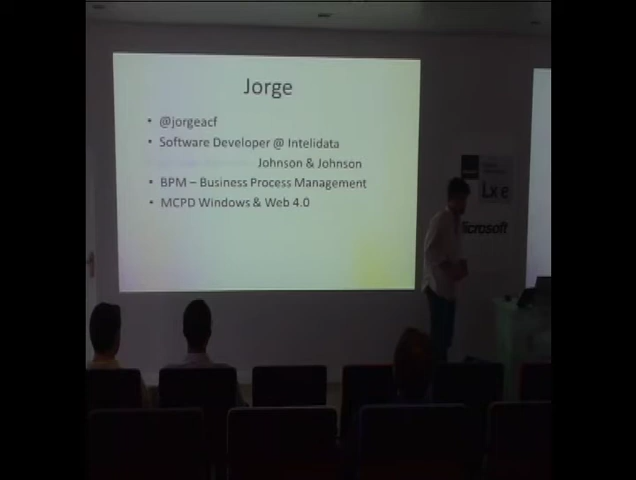 Jorge
• @jorgeacf
• Software Developer @ Intelidata
Johnson & Johnson
• BPM – Business Process Management
• MCPD Windows & Web 4.0
Lx e
icrosoft